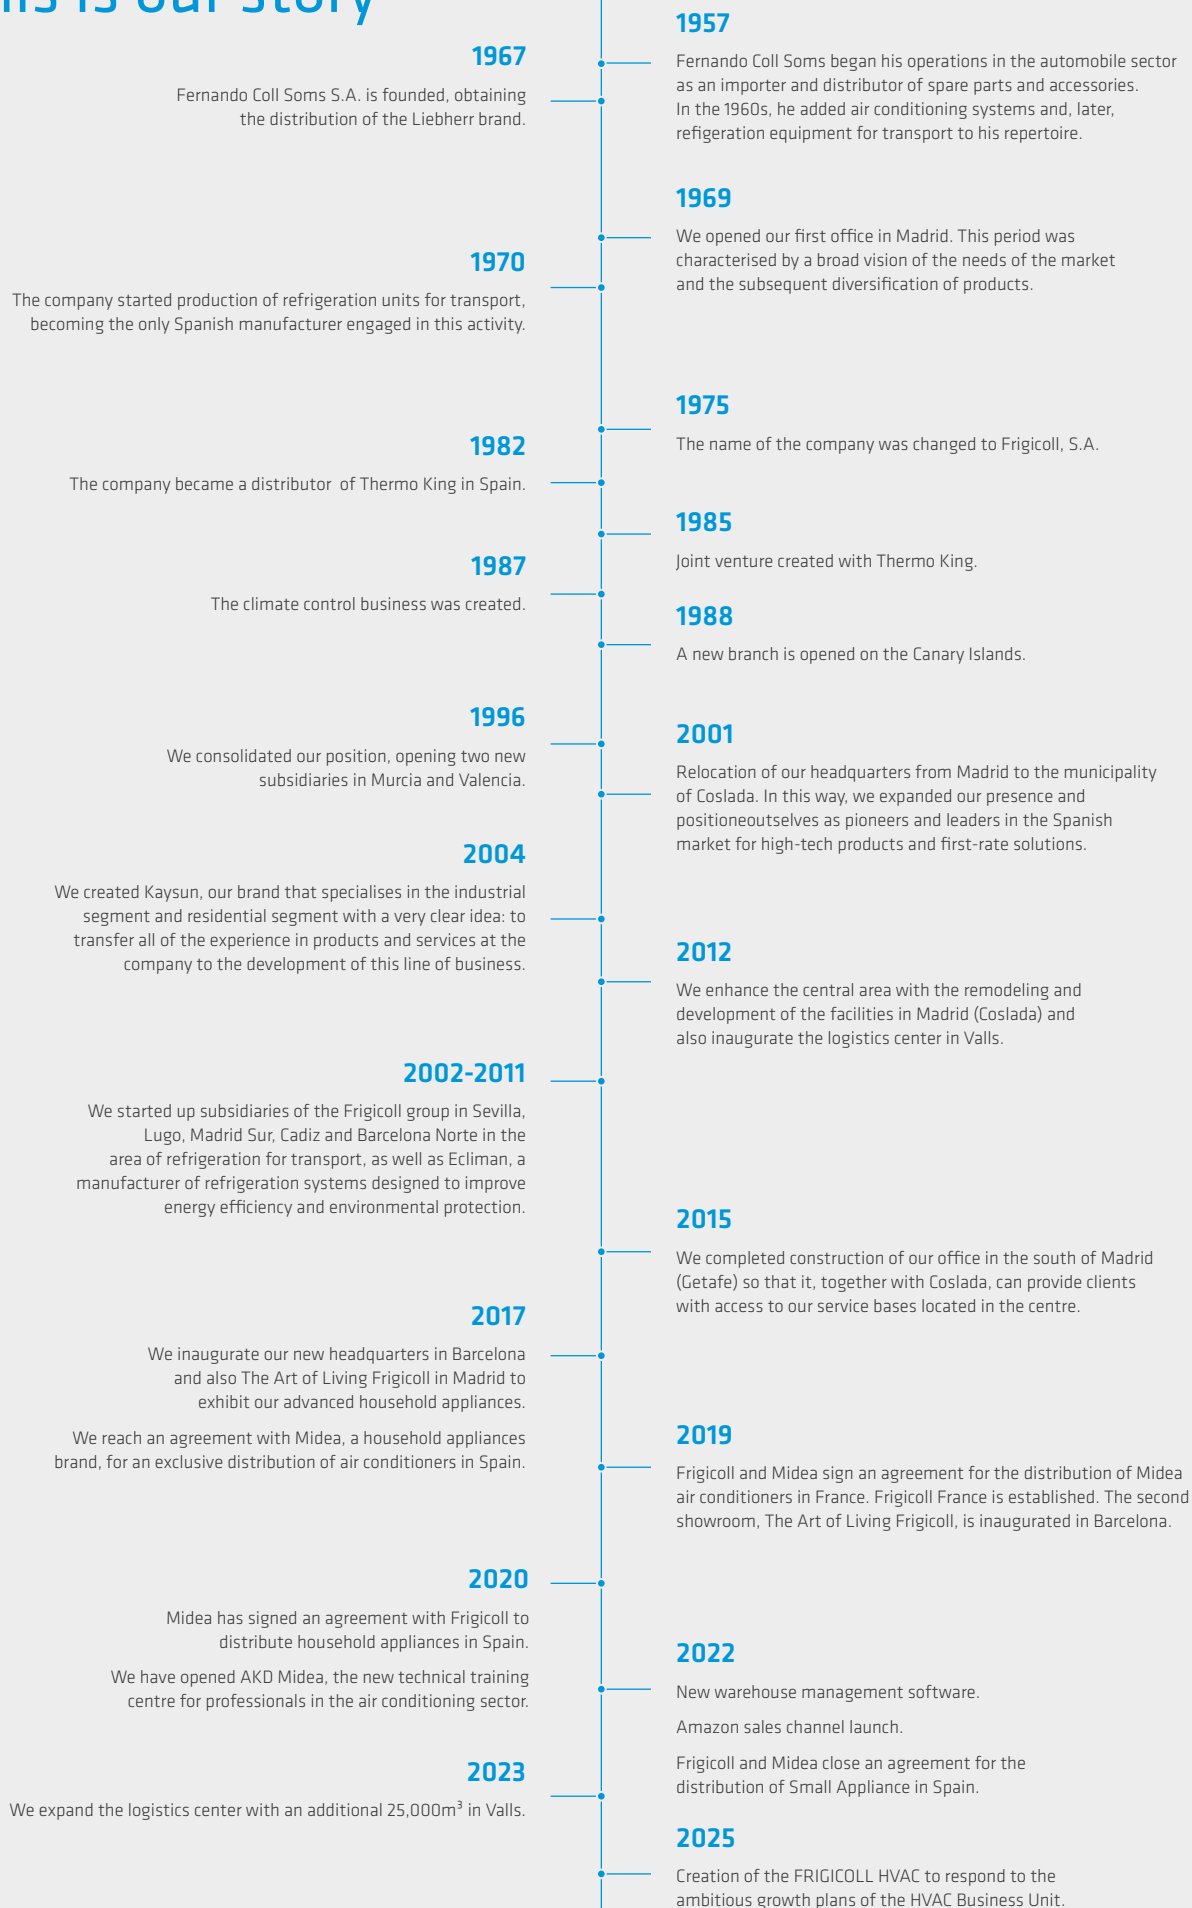 is our story
1957
Fernando Coll Soms began his operations in the automobile sector
as an importer and distributor of spare parts and accessories.
In the 1960s, he added air conditioning systems and, later,
refigeration equipment for transport to his repertoire.
1967
Fernando Coll Soms S.A. is founded, obtaining
the distribution of the Liebherr brand.
1969
We opened our first office in Madrid. This period was
characterised by a broad vision of the needs of the market
and the subsequent diversification of products.
1970
The company started production of refrigeration units for transport,
becoming the only Spanish manufacturer engaged in this activity.
1975
The name of the company was changed to Frigicoll, S.A.
1982
The company became a distributor of Thermo King in Spain.
1985
Joint venture created with Thermo King.
1987
The climate control business was created.
1988
A new branch is opened on the Canary Islands.
1996
We consolidated our position, opening two new
subsidiaries in Murcia and Valencia.
2001
Relocation of our headquarters from Madrid to the municipality
of Coslada. In this way, we expanded our presence and
positioneoutselves as pioneers and leaders in the Spanish
market for high-tech products and first-rate solutions.
2004
We created Kaysun, our brand that specialises in the industrial
segment and residential segment with a very clear idea: to
transfer all of the experience in products and services at the
company to the development of this line of business.
2012
We enhance the central area with the remodeling and
development of the facilities in Madrid (Coslada) and
also inaugurate the logistics center in Valls.
2002-2011
We started up subsidiaries of the Frigicoll group in Sevilla,
Lugo, Madrid Sur, Cadiz and Barcelona Norte in the
area of refrigeration for transport, as well as Ecliman, a
manufacturer of refrigeration systems designed to improve
energy efficiency and environmental protection.
2015
We completed construction of our office in the south of Madrid
(Getafe) so that it, together with Coslada, can provide clients
with access to our service bases located in the centre.
2017
We inaugurate our new headquarters in Barcelona
and also The Art of Living Frigicoll in Madrid to
exhibit our advanced household appliances.
We reach an agreement with Midea, a household appliances
brand, for an exclusive distribution of air conditioners in Spain.
2019
Frigicoll and Midea sign an agreement for the distribution of Midea
air conditioners in France. Frigicoll France is established. The second
showroom, The Art of Living Frigicoll, is inaugurated in Barcelona.
2020
Midea has signed an agreement with Frigicoll to
distribute household appliances in Spain.
We have opened AKD Midea, the new technical training
centre for professionals in the air conditioning sector.
2022
New warehouse management software.
Amazon sales channel launch.
Frigicoll and Midea close an agreement for the
distribution of Small Appliance in Spain.
2023
We expand the logistics center with an additional 25,000m³ in Valls.
2025
Creation of the FRIGICOLL HVAC to respond to the
ambitious growth plans of the HVAC Business Unit.